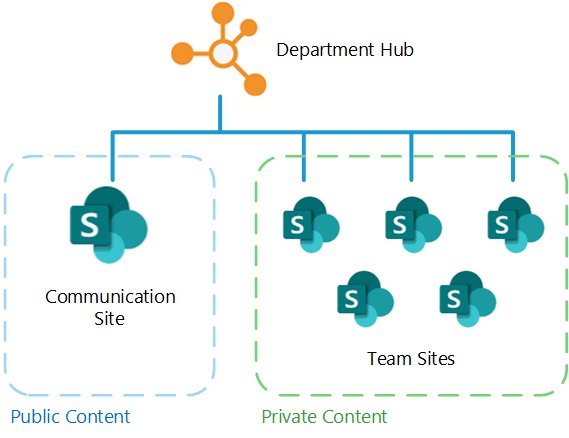 Department Hub
S
S
S
S
Communication
Site
S
S
Team Sites
Public Content
Private Content